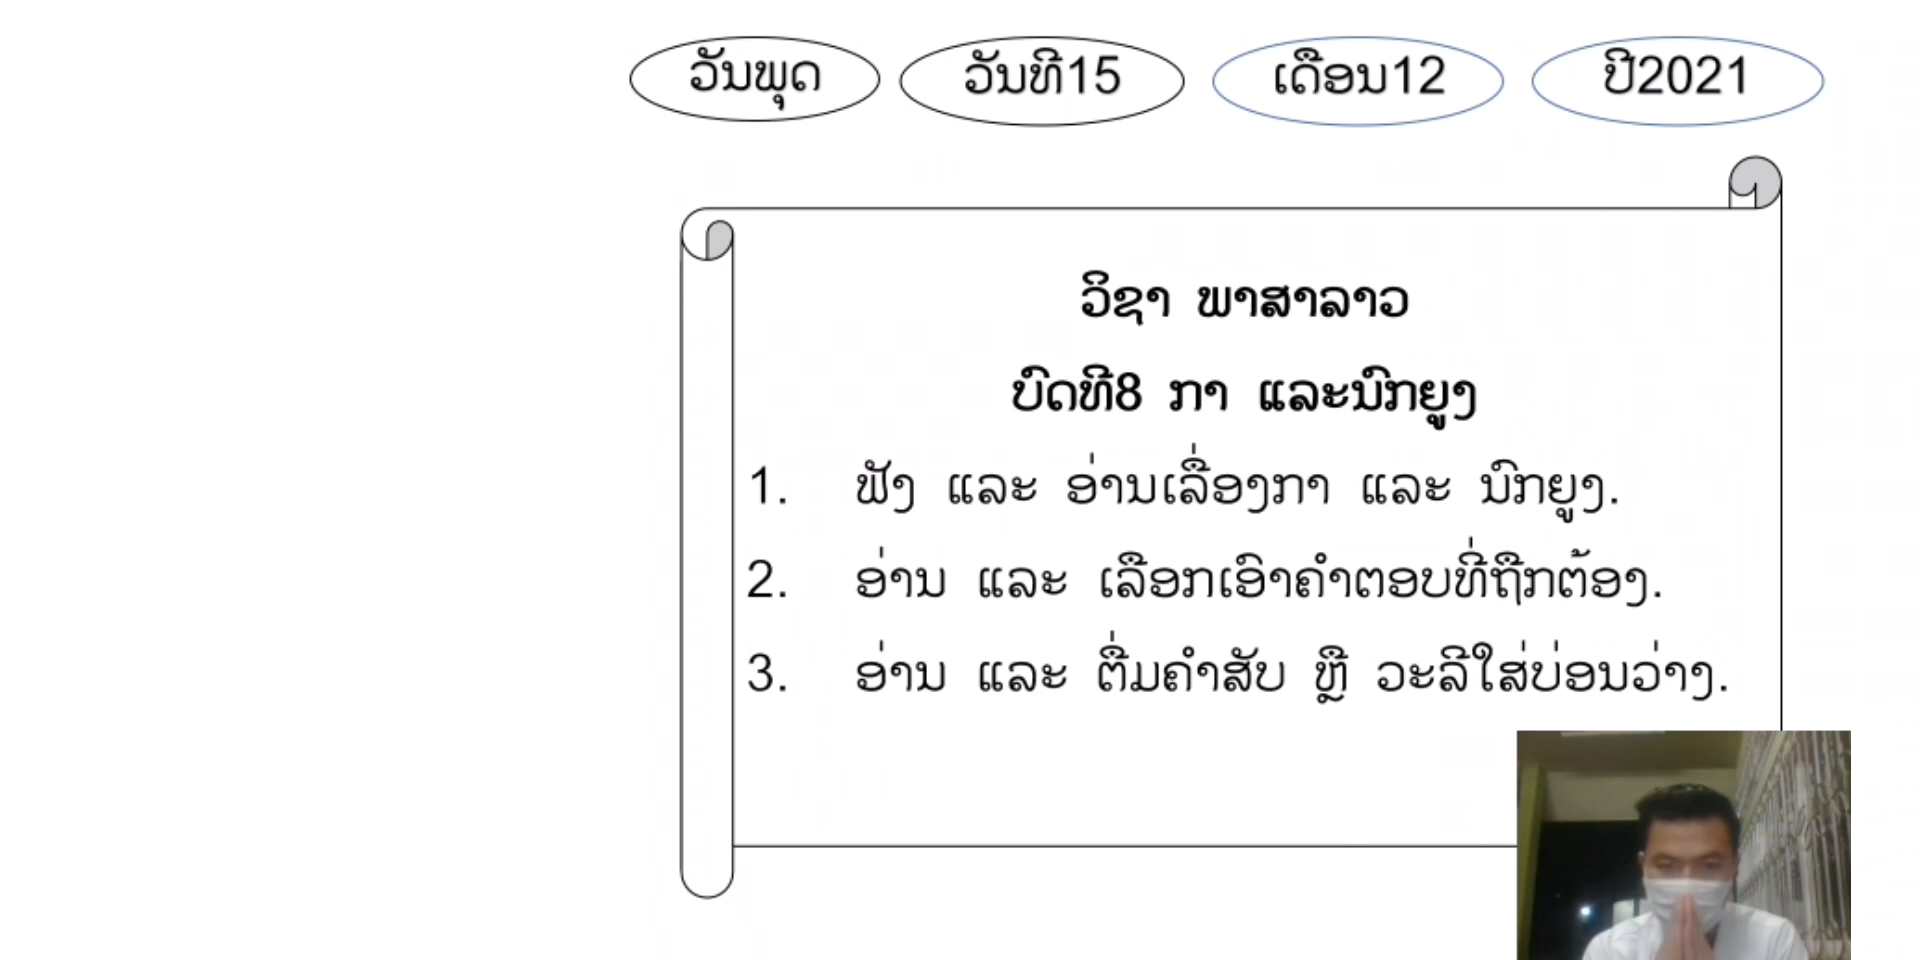 ວັນພຸດ ວັນທີ15 ເດືອນ12 ປີ2021
ວິຊາ ພາສາລາວ
ບົດທີ8 ກາ ແລະນົກຍູງ
1. ຟັງ ແລະ ອ່ານເລື່ອງກາ ແລະ ນົກຍູງ.
2. ອ່ານ ແລະ ເລືອກເອົາຄຳຕອບທີ່ຖືກຕ້ອງ.
3. ອ່ານ ແລະ ຕື່ມຄຳສັບ ຫຼື ວະລີໃສ່ບ່ອນວ່າງ.